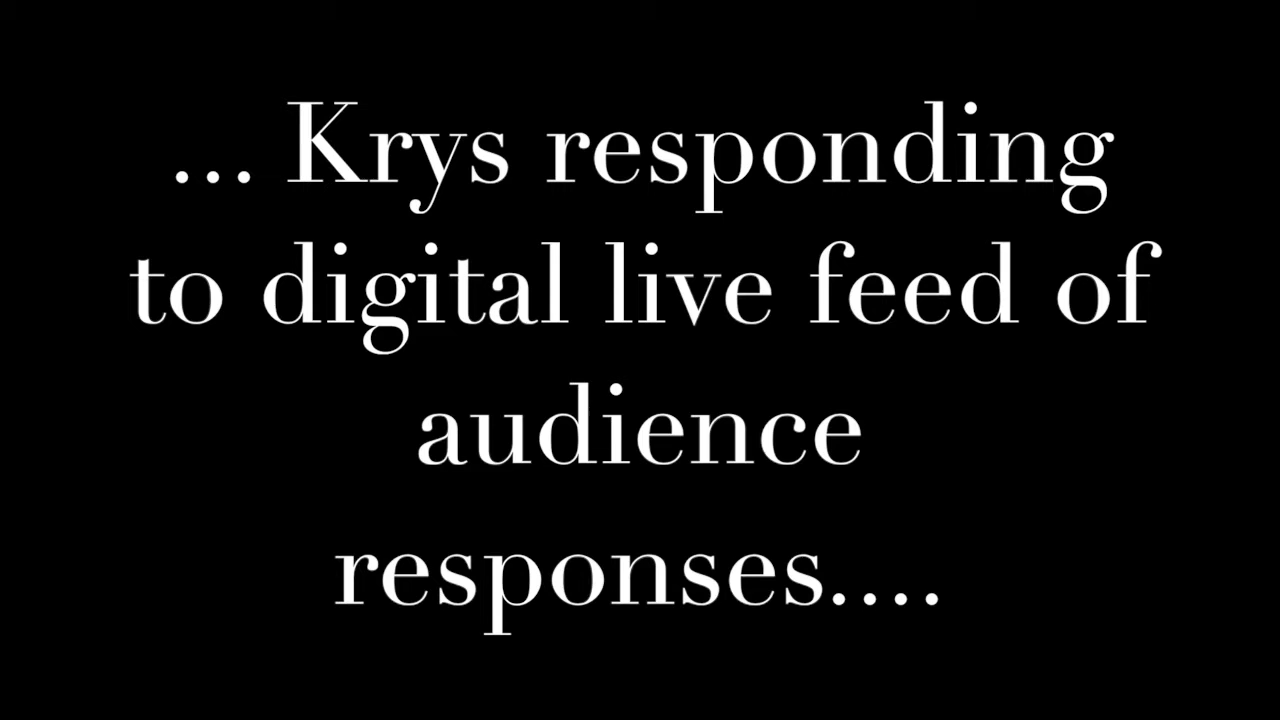 ... Krys responding
to digital live feed of
audience
responses....